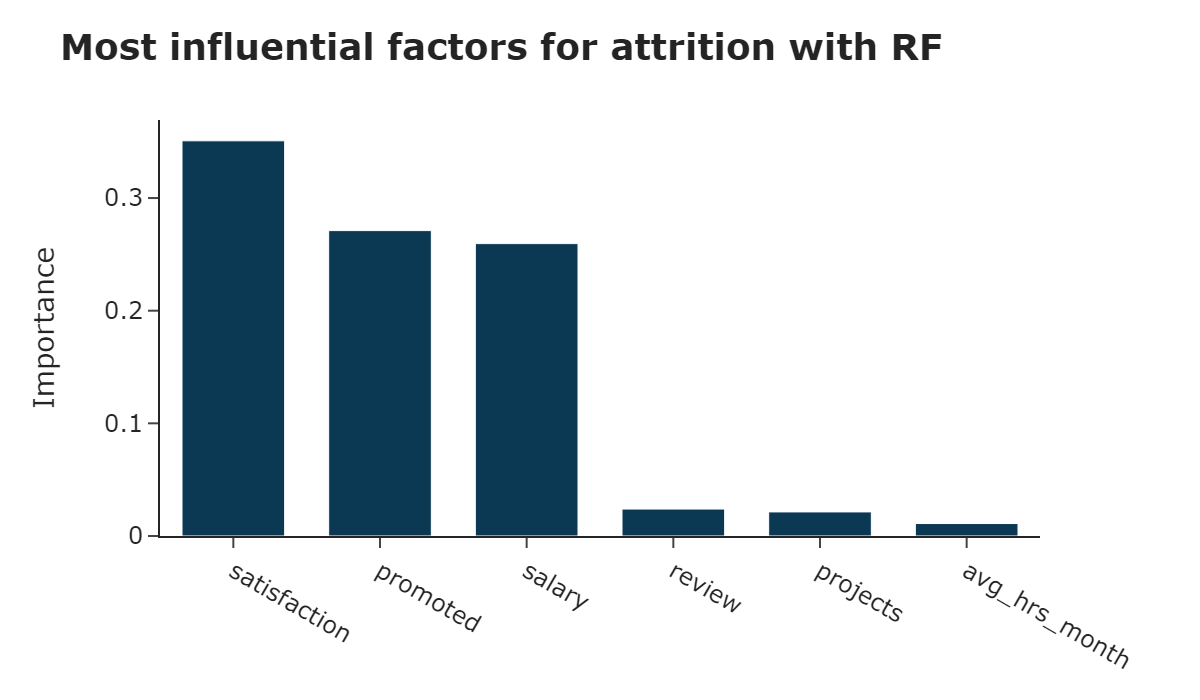 Most influential factors for attrition with RF
Importance
0.3
0.2
0.1
0
satisfaction
promoted
salary
review
projects
avg_hrs_month